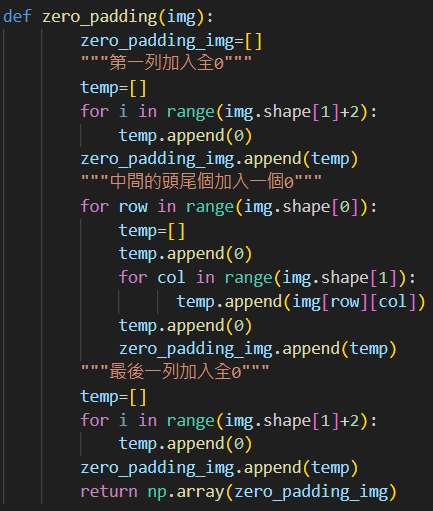 def zero_padding(img):
        zero_padding_img=[]
        """第一列加入全0"""
        temp=[]
        for i in range(img.shape[1]+2):
            temp.append(0)
        zero_padding_img.append(temp)
        """中間的頭尾個加入一個0"""
        for row in range(img.shape[0]):
            temp=[]
            temp.append(0)
            for col in range(img.shape[1]):
                  temp.append(img[row][col])
            temp.append(0)
            zero_padding_img.append(temp)
        """最後一列加入全0"""
        temp=[]
        for i in range(img.shape[1]+2):
            temp.append(0)
        zero_padding_img.append(temp)
        return np.array(zero_padding_img)